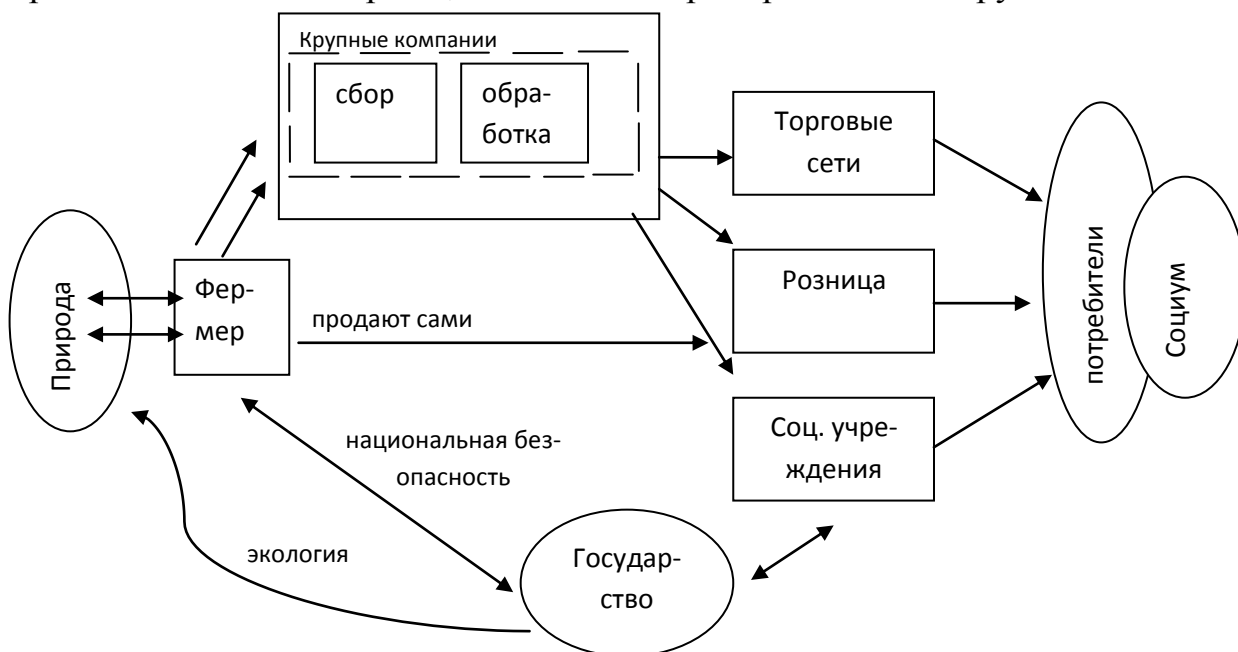 Крупные компании
сбор
обра-
ботка
Торговые
сети
Природа
Фер-
мер
продают сами
Розница
потребители
Социум
национальная без-
опасность
Соц. учре-
ждения
экология
Государ-
ство